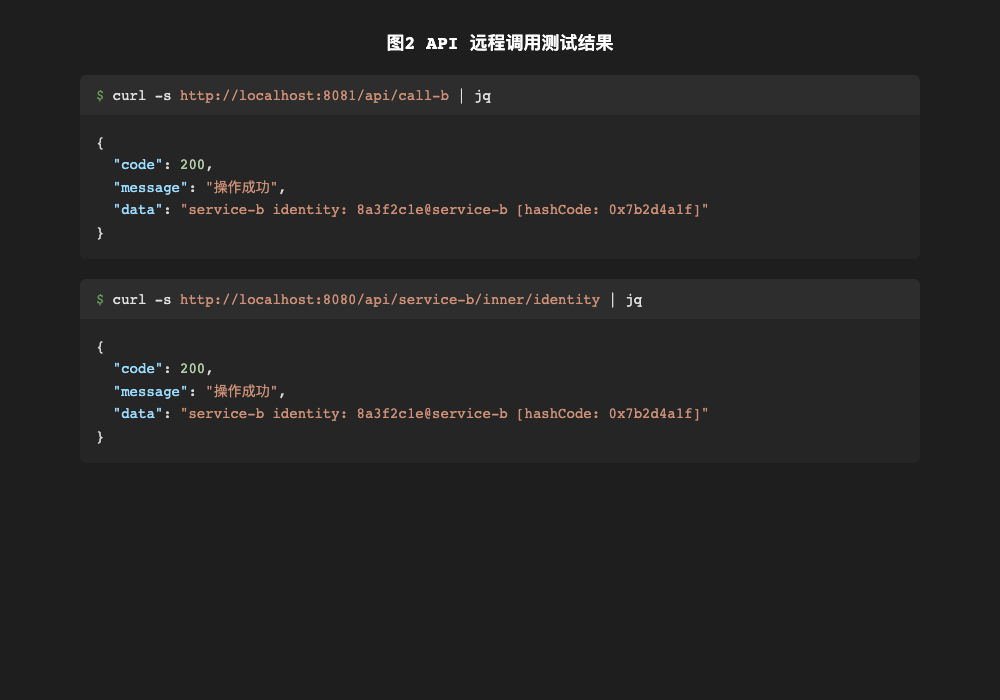 图2 API 远程调用测试结果
$ curl -s http://localhost:8081/api/call-b | jq
{
  "code": 200,
  "message": "操作成功",
  "data": "service-b identity: 8a3f2c1e@service-b [hashCode: 0x7b2d4a1f]"
}
$ curl -s http://localhost:8080/api/service-b/inner/identity | jq
{
  "code": 200,
  "message": "操作成功",
  "data": "service-b identity: 8a3f2c1e@service-b [hashCode: 0x7b2d4a1f]"
}